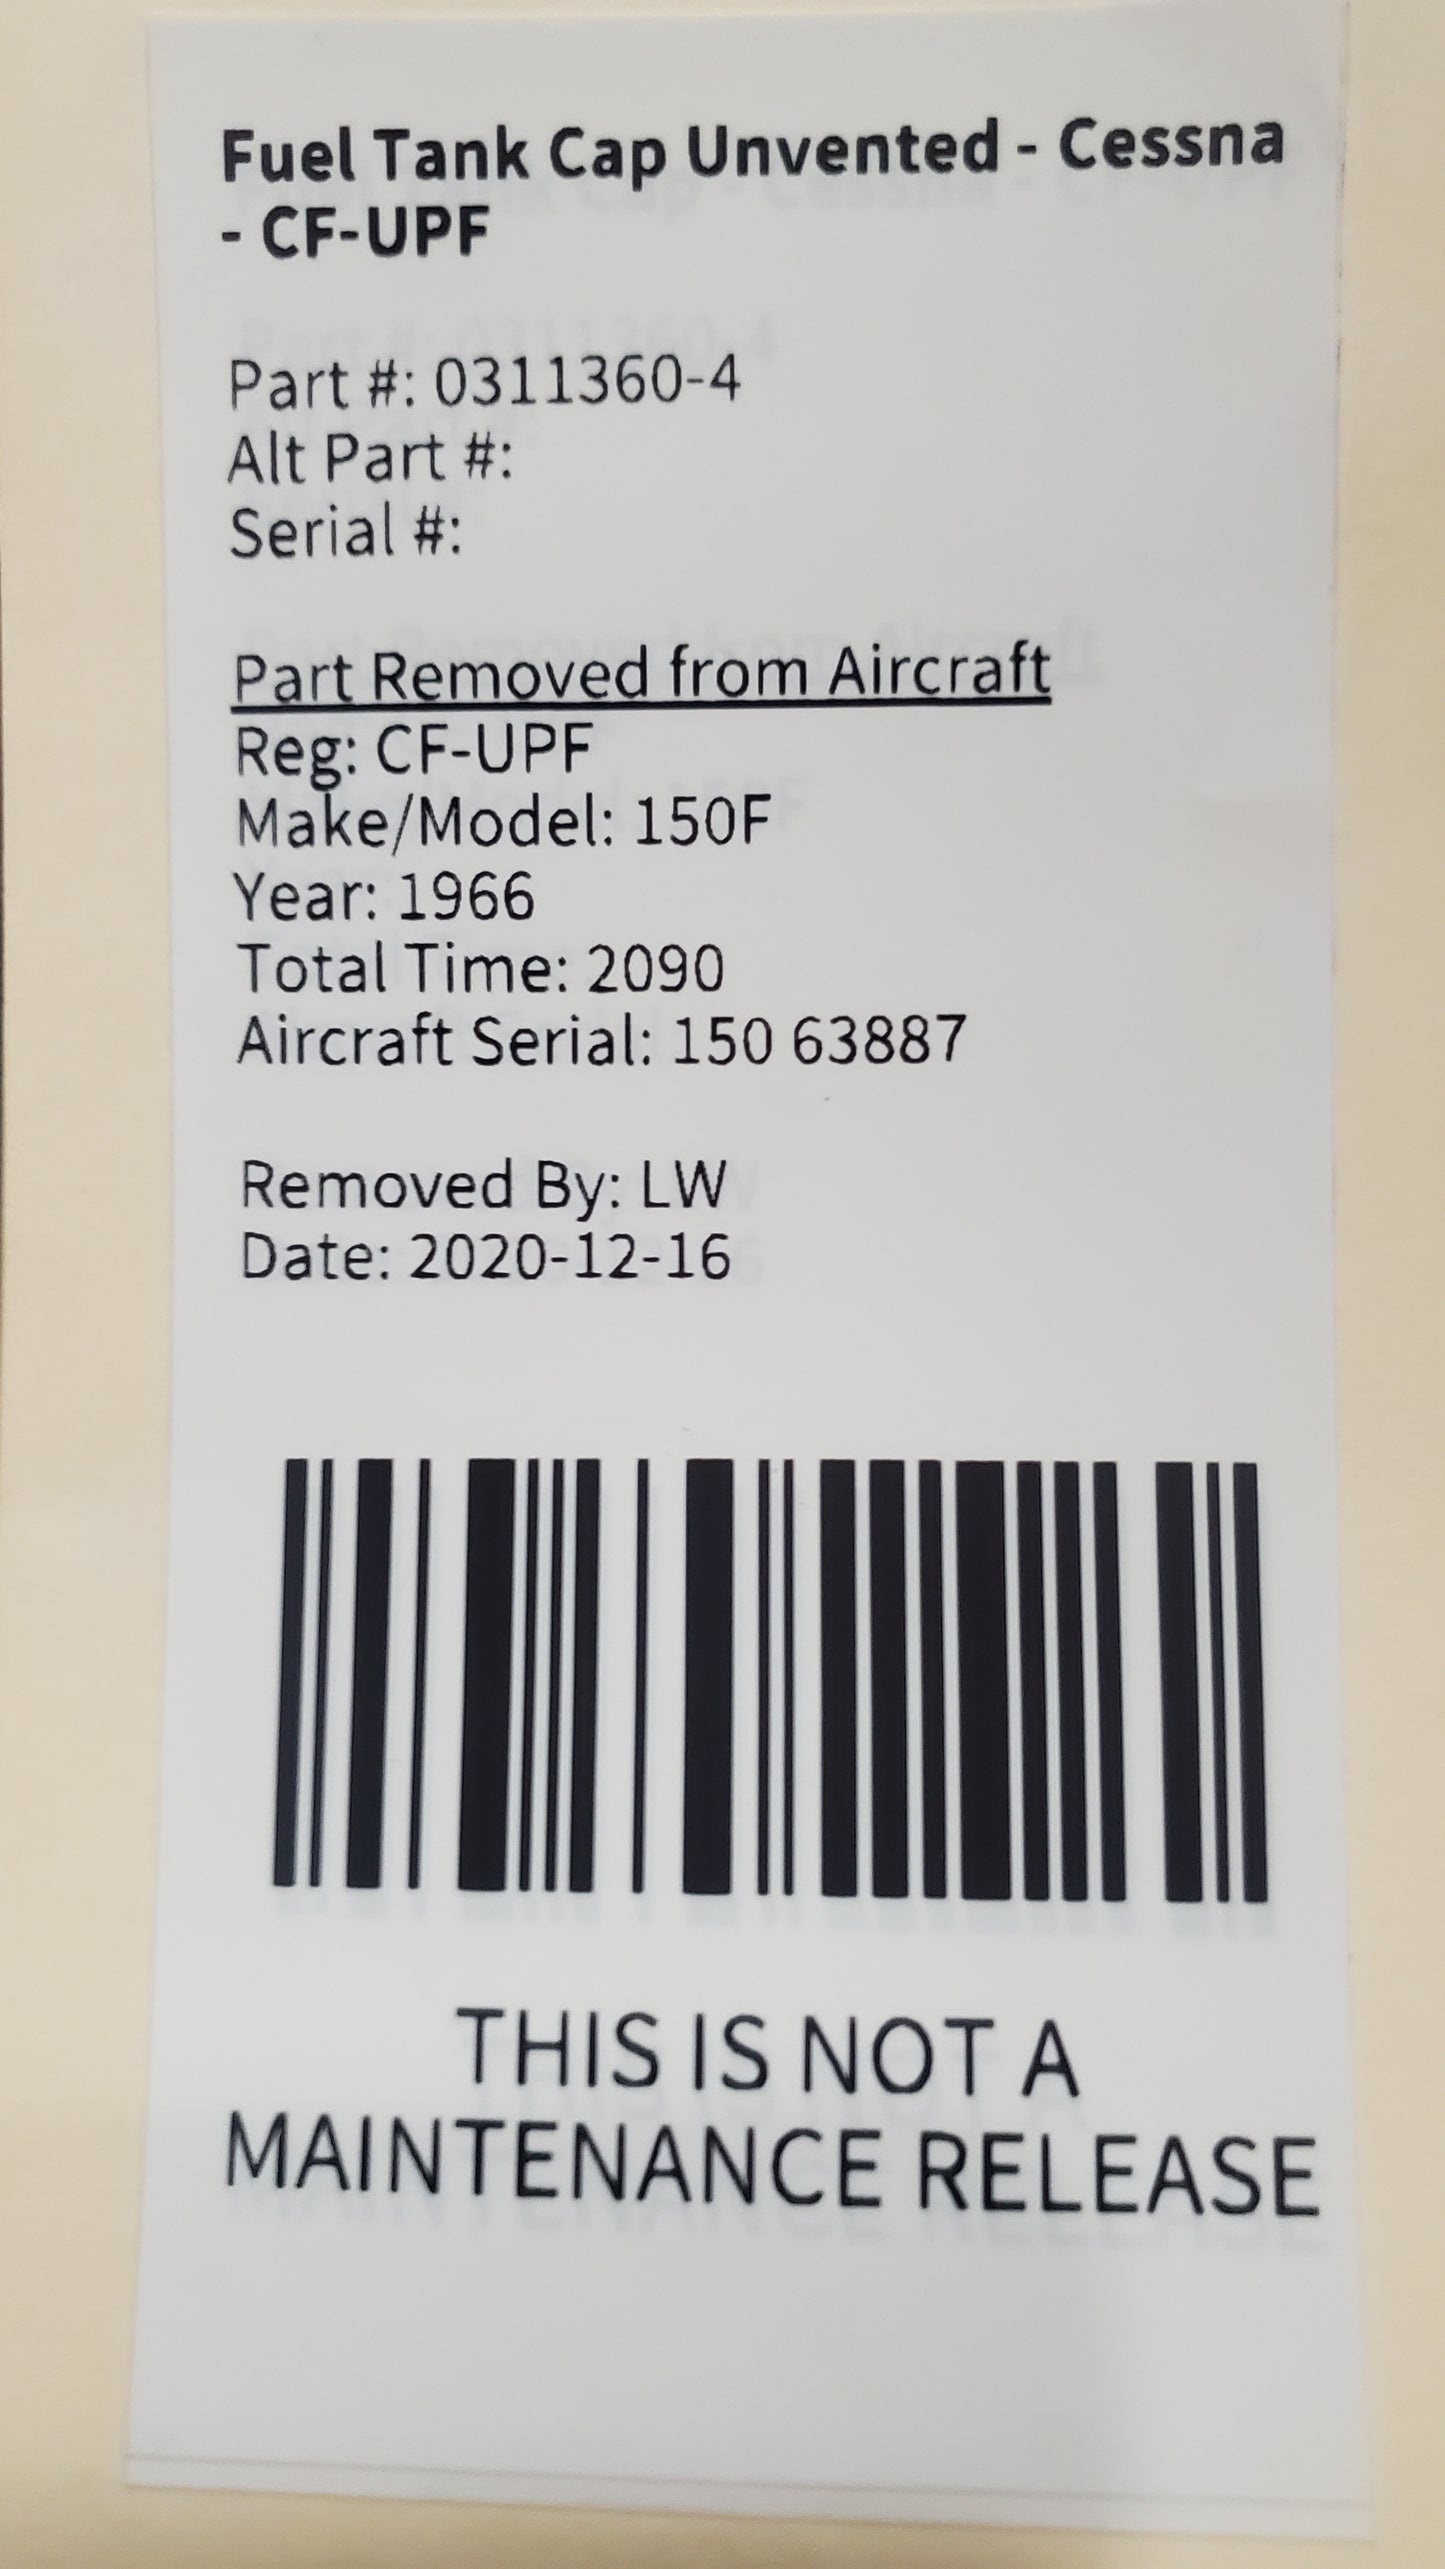 Fuel Tank Cap Unvented - Cessna
- CF-UPF
Part #: 0311360-4
Alt Part #:
Serial #:
Part Removed from Aircraft
Reg: CF-UPF
Make/Model: 150F
Year: 1966
Total Time: 2090
Aircraft Serial: 150 63887
Removed By: LW
Date: 2020-12-16
THIS IS NOT A
MAINTENANCE RELEASE